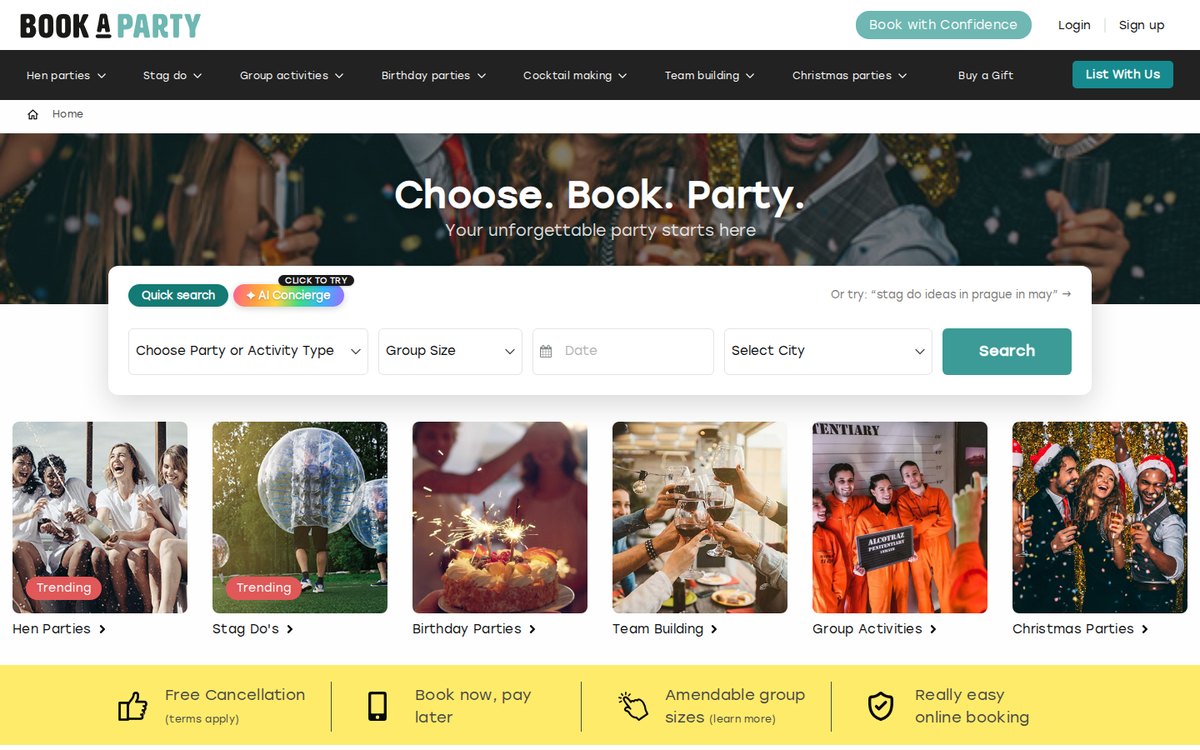 BOOK A PARTY
Book with Confidence
Login
Sign up
Hen parties
Stag do
Group activities
Birthday parties
Cocktail making
Team building
Christmas parties
Buy a Gift
List With Us
Home
Choose. Book. Party.
Your unforgettable party starts here
CLICK TO TRY
Quick search
AI Concierge
Or try: “stag do ideas in prague in may” →
Choose Party or Activity Type
Group Size
Date
Select City
Search
TENTIARY
ALCOTRAZ
PENITENTIARY
Trending
Trending
Hen Parties
Stag Do's
Birthday Parties
Team Building
Group Activities
Christmas Parties
Free Cancellation
(terms apply)
Book now, pay
later
Amendable group
sizes (learn more)
Really easy
online booking